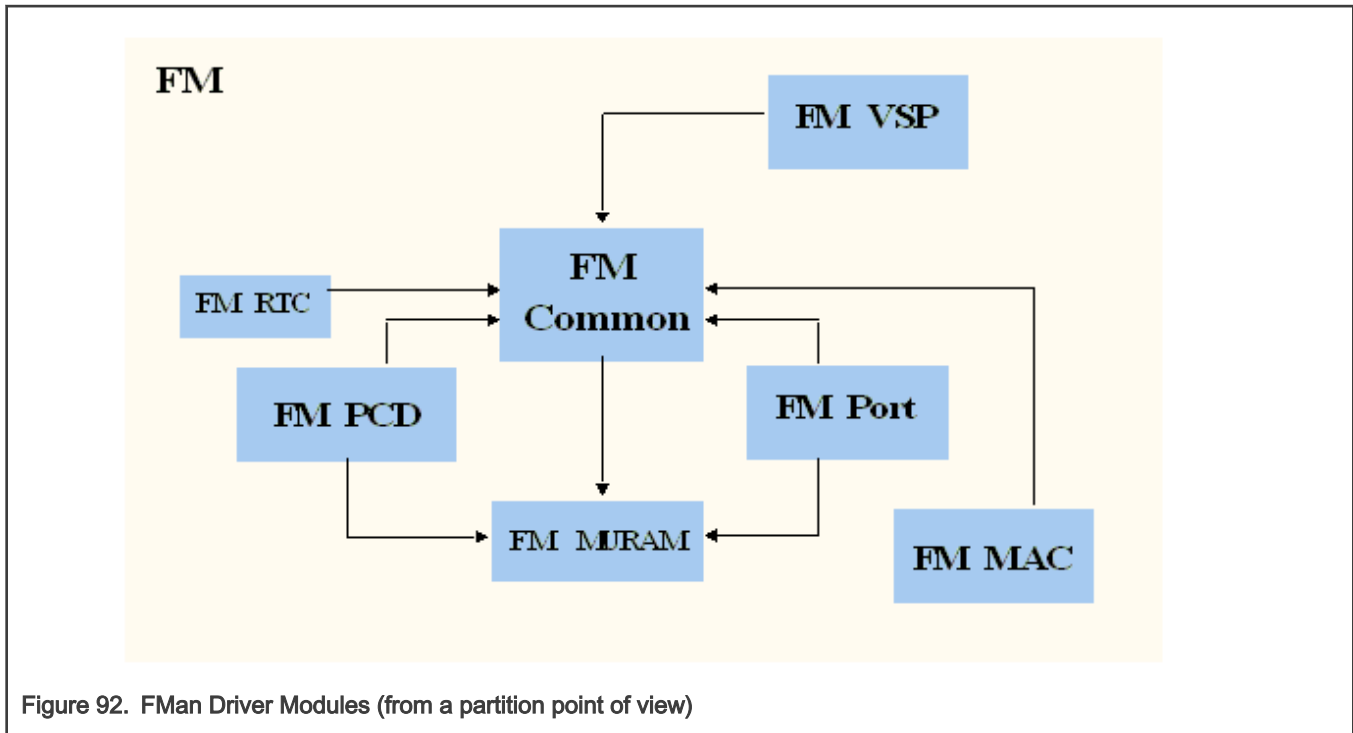 FM
FM VSP
FM
Common
FM RTC
FM PCD
FM Port
FM MURAM
FM MAC
Figure 92. FMan Driver Modules (from a partition point of view)